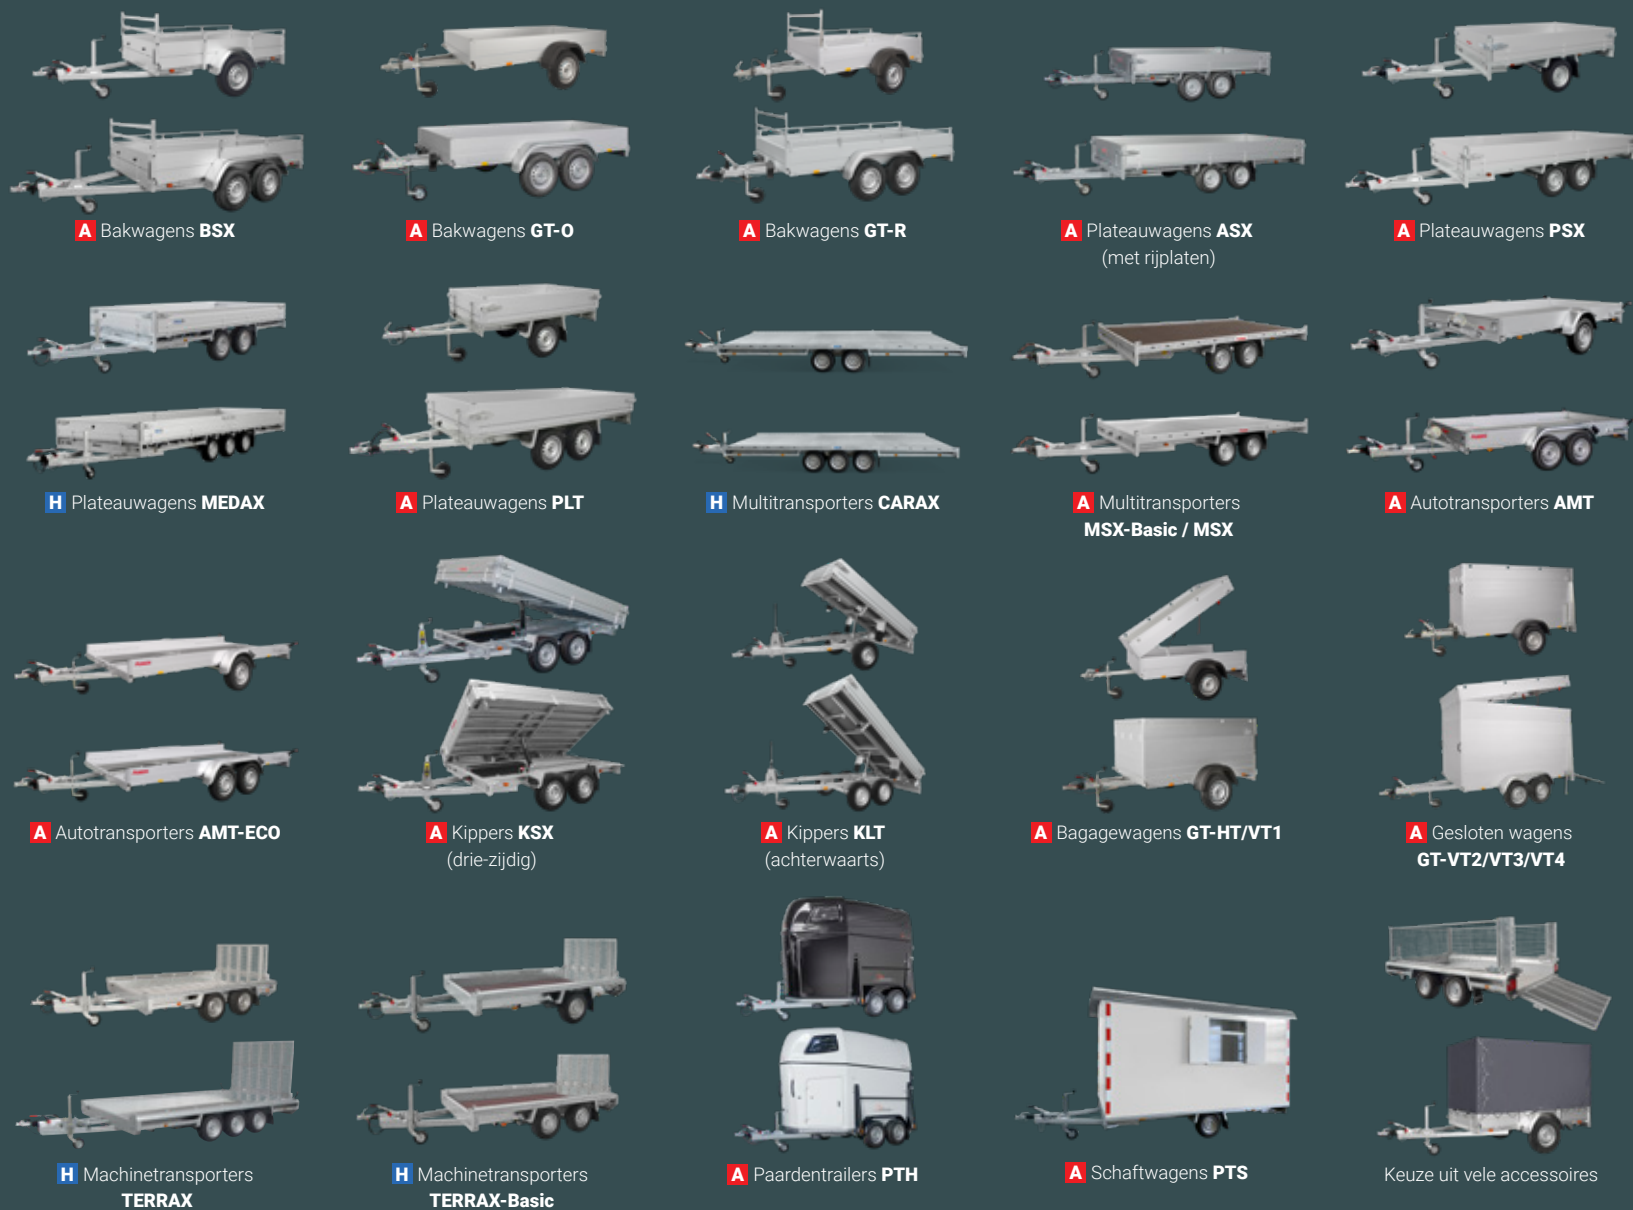 A Bakwagens BSX
A Bakwagens GT-O
A Bakwagens GT-R
A Plateauwagens ASX
(met rijplaten)
A Plateauwagens PSX
H Plateauwagens MEDAX
A Plateauwagens PLT
H Multitransporters CARAX
A Multitransporters
MSX-Basic / MSX
A Autotransporters AMT
A Autotransporters AMT-ECO
A Kippers KSX
(drie-zijdig)
A Kippers KLT
(achterwaarts)
A Bagagewagens GT-HT/VT1
A Gesloten wagens
GT-VT2/VT3/VT4
H Machinetransporters
TERRAX
H Machinetransporters
TERRAX-Basic
A Paardentrailers PTH
A Schaftwagens PTS
Keuze uit vele accessoires